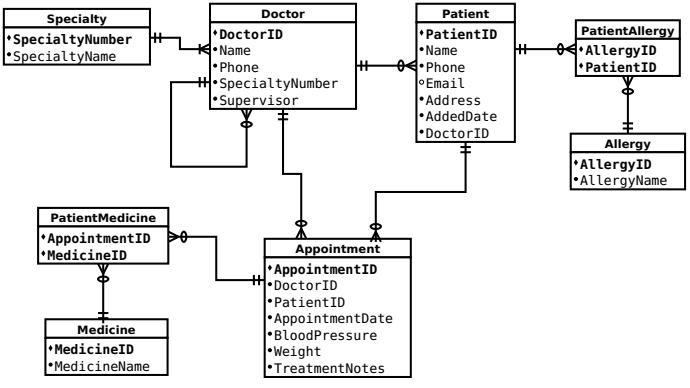 Specialty
SpecialtyNumber
SpecialtyName
Doctor
DoctorID
Name
Phone
SpecialtyNumber
Supervisor
Patient
PatientID
Name
Phone
Email
Address
AddedDate
DoctorID
PatientAllergy
AllergyID
PatientID
Allergy
AllergyID
AllergyName
PatientMedicine
AppointmentID
MedicineID
Appointment
AppointmentID
DoctorID
PatientID
AppointmentDate
BloodPressure
Weight
TreatmentNotes
Medicine
MedicineID
MedicineName